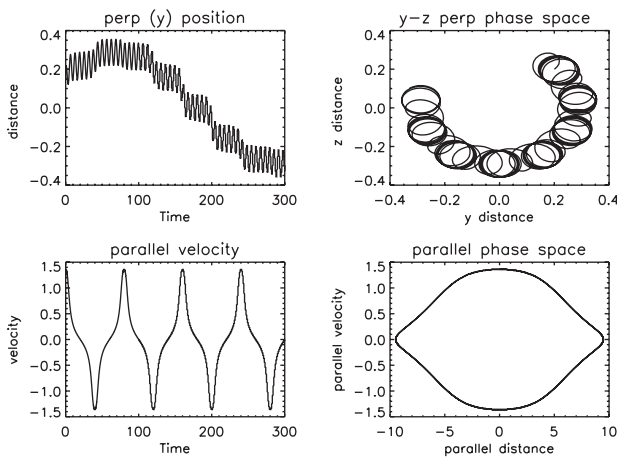 perp (y) position
distance
0.4
0.2
0.0
−0.2
−0.4
0 100 200 300
Time
y−z perp phase space
z distance
0.4
0.2
0.0
−0.2
−0.4
−0.4 −0.2 0.0 0.2 0.4
y distance
parallel velocity
velocity
1.5
1.0
0.5
0.0
−0.5
−1.0
−1.5
0 100 200 300
Time
parallel phase space
parallel velocity
1.5
1.0
0.5
0.0
−0.5
−1.0
−1.5
−10 −5 0 5 10
parallel distance